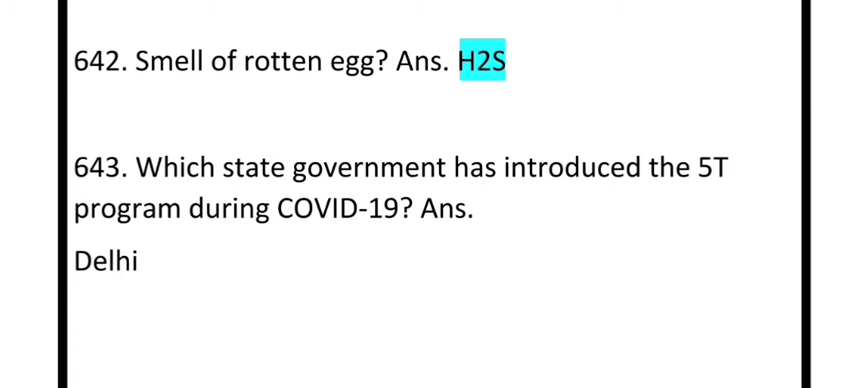 642. Smell of rotten egg? Ans. H2S
643. Which state government has introduced the 5T
program during COVID-19? Ans.
Delhi